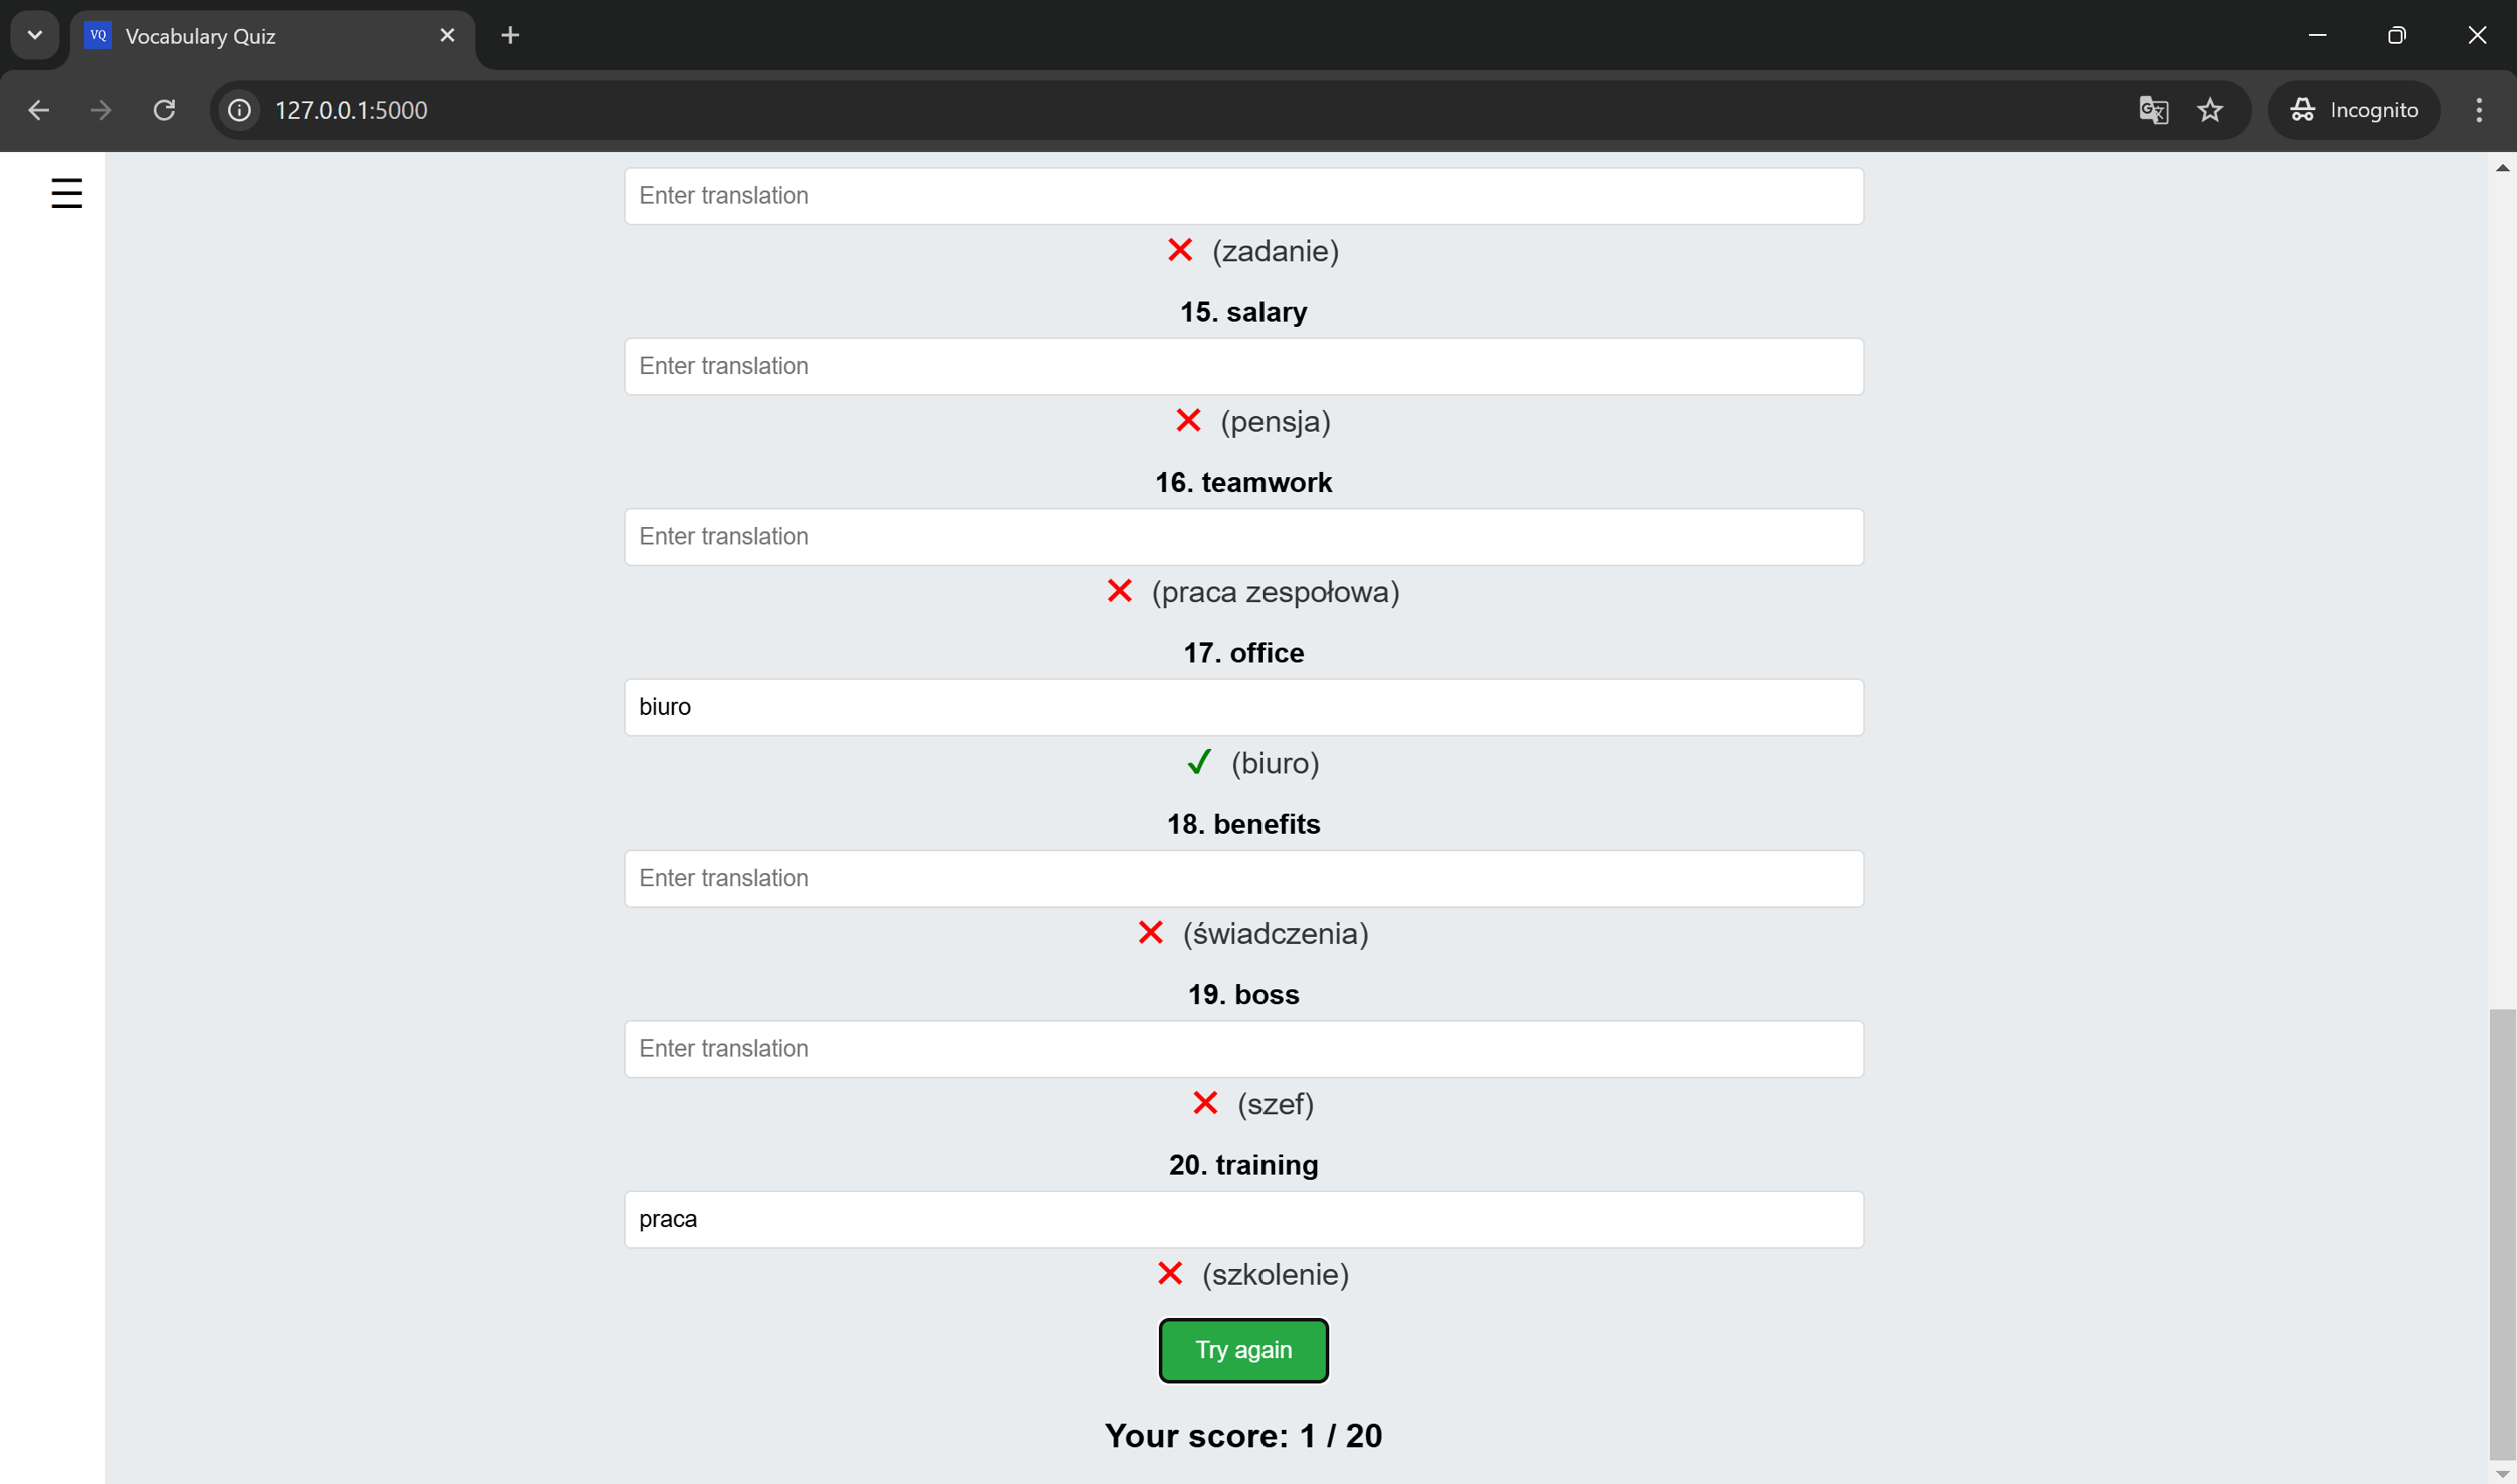 VQ Vocabulary Quiz
127.0.0.1:5000
Incognito
Enter translation
(zadanie)
15. salary
Enter translation
(pensja)
16. teamwork
Enter translation
(praca zespołowa)
17. office
biuro
(biuro)
18. benefits
Enter translation
(świadczenia)
19. boss
Enter translation
(szef)
20. training
praca
(szkolenie)
Try again
Your score: 1 / 20